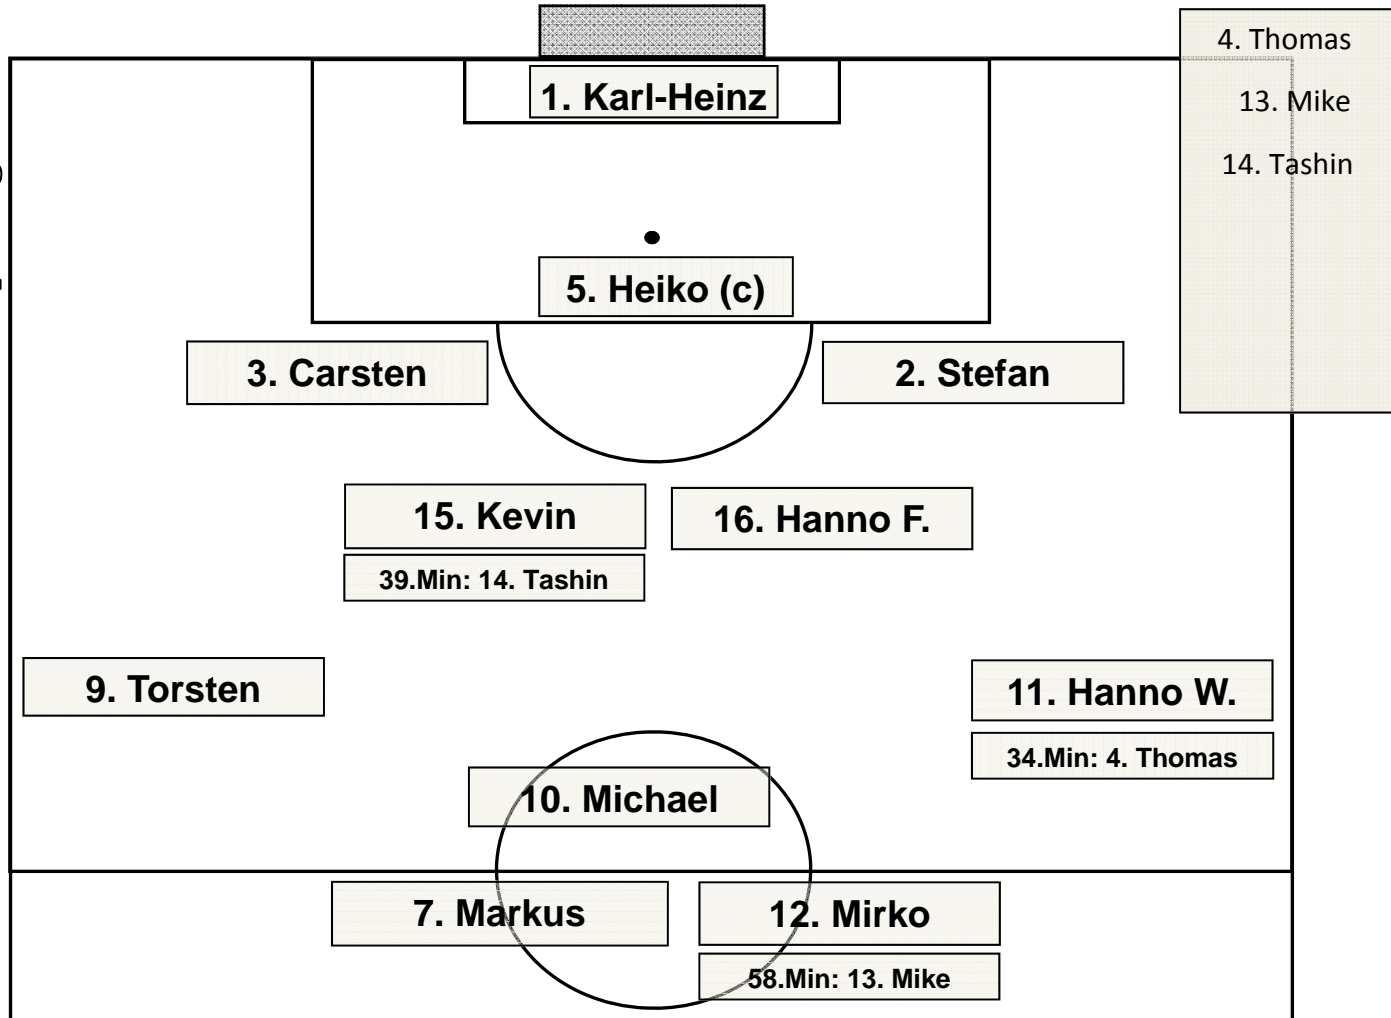 4. Thomas
1. Karl-Heinz
13. Mike
14. Tashin
5. Heiko (c)
3. Carsten
2. Stefan
15. Kevin
16. Hanno F.
39.Min: 14. Tashin
9. Torsten
11. Hanno W.
34.Min: 4. Thomas
10. Michael
7. Markus
12. Mirko
58.Min: 13. Mike